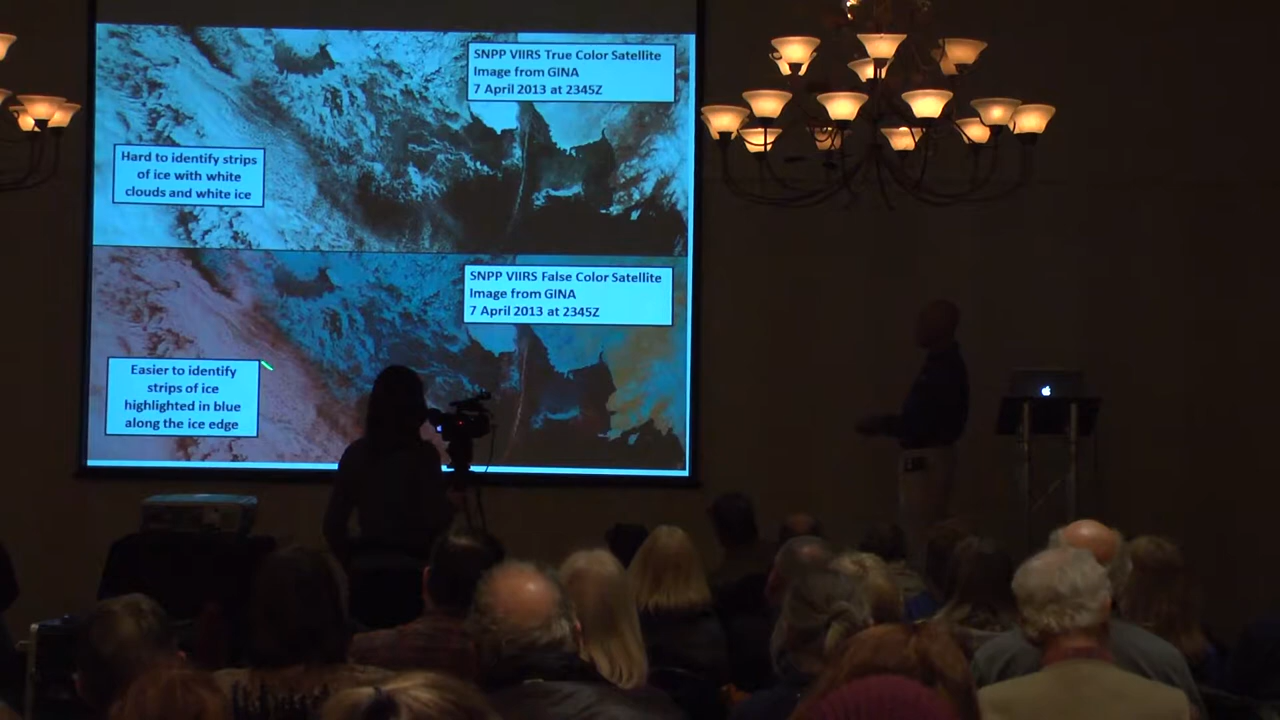 SNPP VIIRS True Color Satellite
Image from GINA
7 April 2013 at 2345Z
Hard to identify strips
of ice with white
clouds and white ice
SNPP VIIRS False Color Satellite
Image from GINA
7 April 2013 at 2345Z
Easier to identify
strips of ice
highlighted in blue
along the ice edge